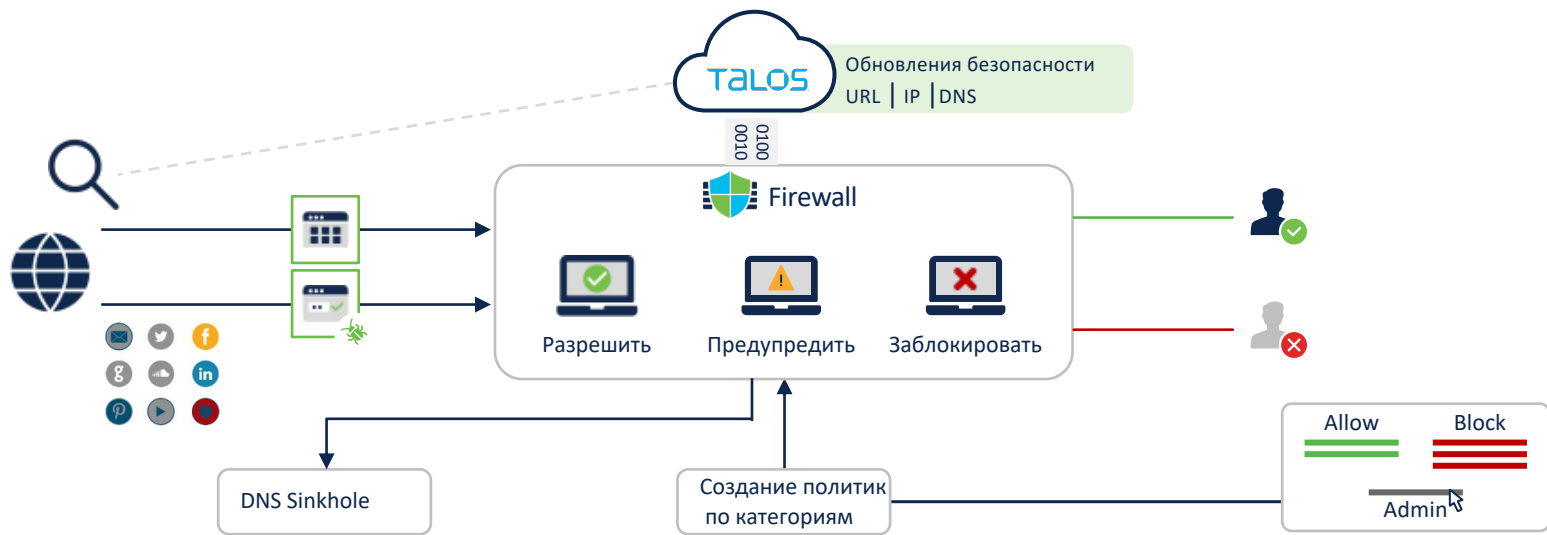 TALOS
Обновления безопасности
URL | IP | DNS
0100
0010
Firewall
Разрешить
Предупредить
Заблокировать
DNS Sinkhole
Создание политик
по категориям
Allow
Block
Admin